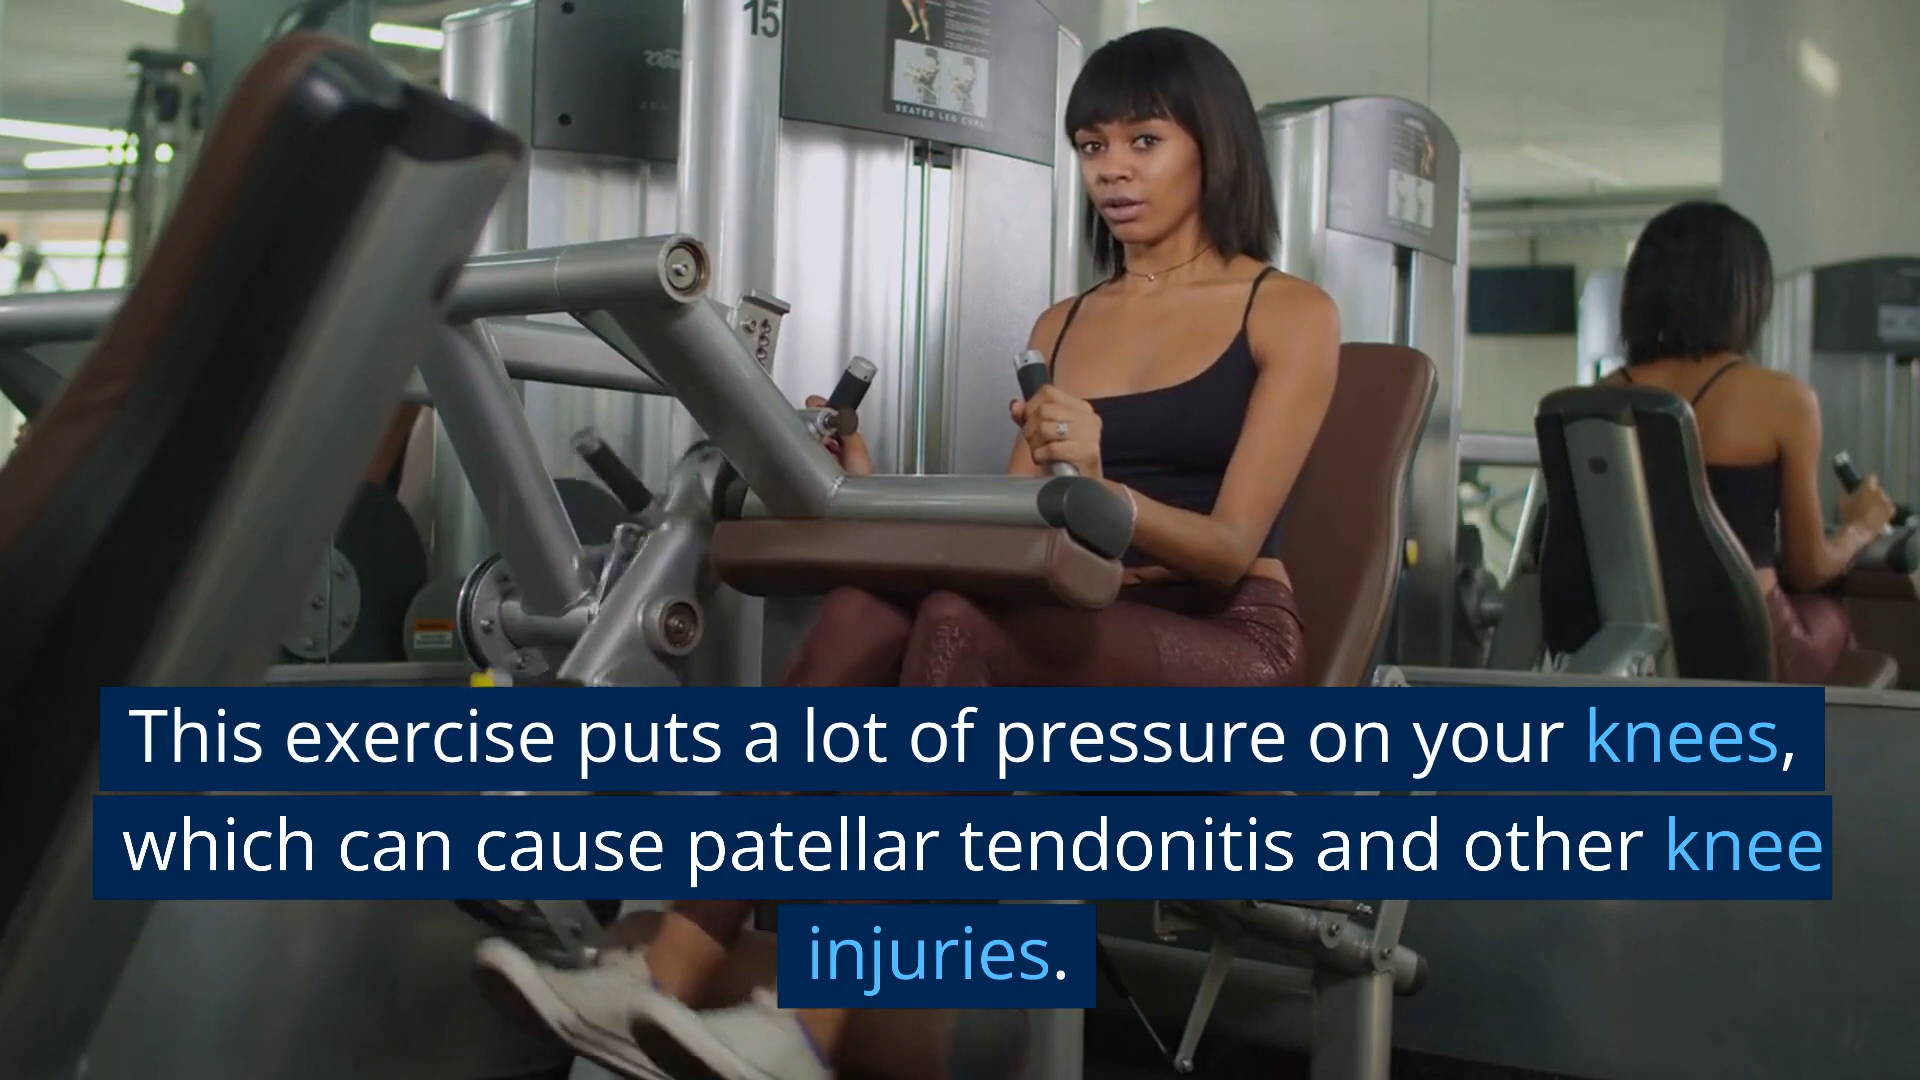 15
SEATED LEG CURL
This exercise puts a lot of pressure on your knees,
which can cause patellar tendonitis and other knee
injuries.